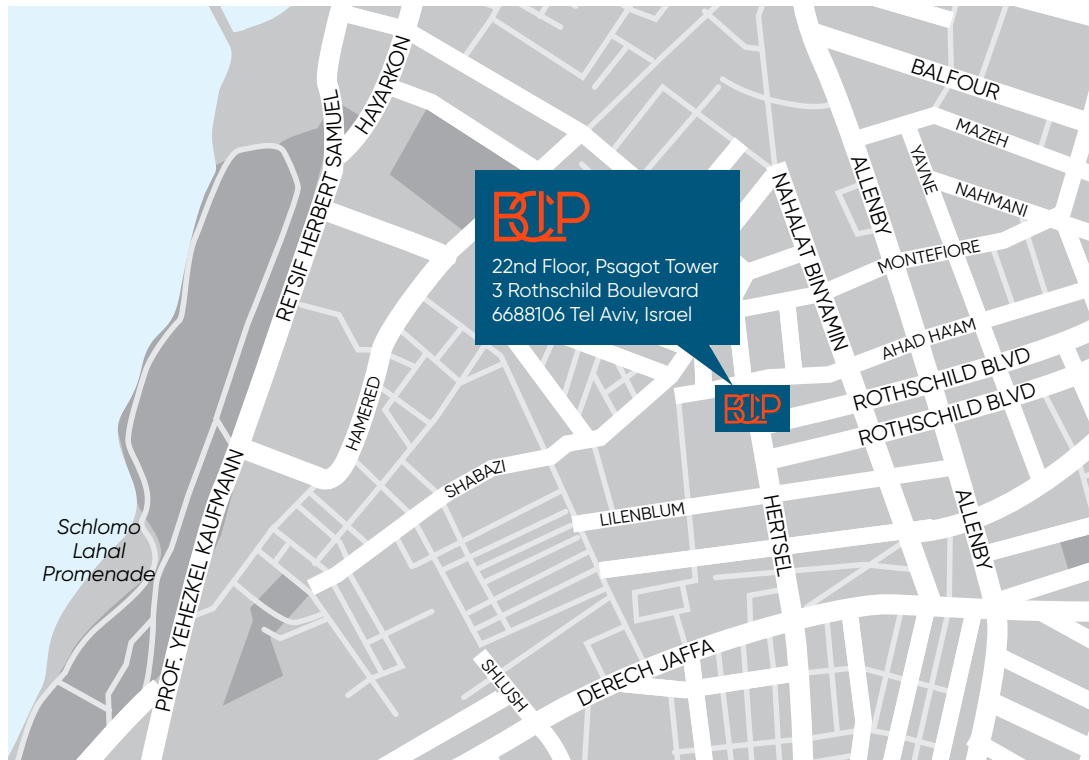 BALFOUR
MAZEH
YAVNE
NAHMANI
ALLENBY
HAYARKON
RETSIF HERBERT SAMUEL
NAHALAT BINYAMIN
MONTEFIORE
BCLP
22nd Floor, Psagot Tower
3 Rothschild Boulevard
6688106 Tel Aviv, Israel
AHAD HA'AM
ROTHSCHILD BLVD
ROTHSCHILD BLVD
BCLP
HAMERED
SHABAZI
LILENBLUM
HERTSEL
ALLENBY
Schlomo
Lahal
Promenade
PROF. YEHEZKEL KAUFMANN
DERECH JAFFA
SHLUSH